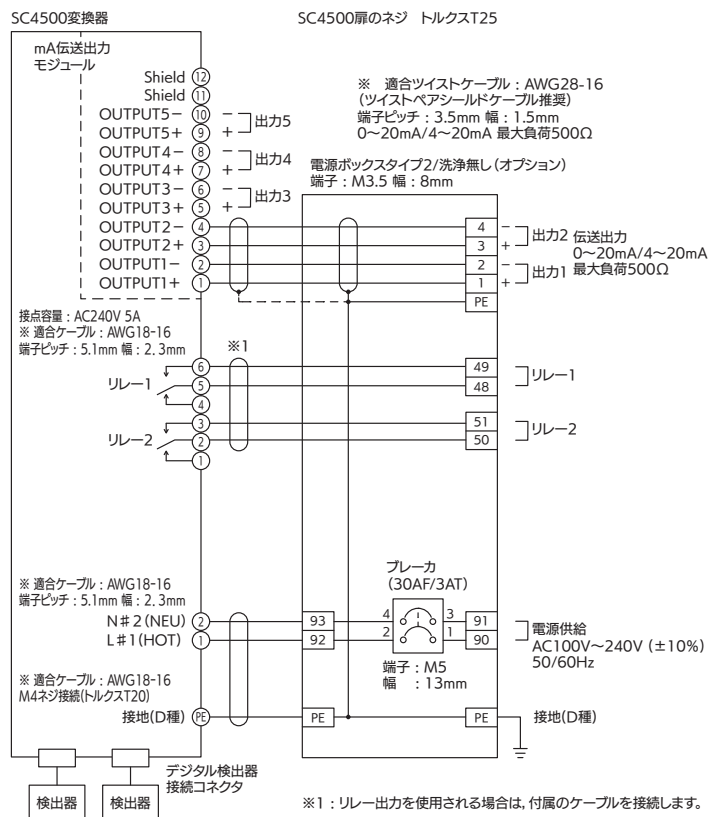 SC4500変換器
SC4500扉のネジ　トルクスT25
mA伝送出力
モジュール
Shield ⑫
Shield ⑪
OUTPUT5− ⑩ −
OUTPUT5+ ⑨ +
出力5
OUTPUT4− ⑧ −
OUTPUT4+ ⑦ +
出力4
OUTPUT3− ⑥ −
OUTPUT3+ ⑤ +
出力3
OUTPUT2− ④
OUTPUT2+ ③
OUTPUT1− ②
OUTPUT1+ ①
※　適合ツイストケーブル：AWG28-16
(ツイストペアシールドケーブル推奨)
端子ピッチ：3.5mm 幅：1.5mm
0〜20mA/4〜20mA 最大負荷500Ω
電源ボックスタイプ2/洗浄無し(オプション)
端子：M3.5 幅：8mm
4 −
3 +
出力2
2 −
1 +
出力1
PE
伝送出力
0〜20mA/4〜20mA
最大負荷500Ω
接点容量：AC240V 5A
※ 適合ケーブル：AWG18-16
端子ピッチ：5.1mm 幅：2.3mm
※1
リレー1
⑥
⑤
④
49
48
リレー1
リレー2
③
②
①
51
50
リレー2
※ 適合ケーブル：AWG18-16
端子ピッチ：5.1mm 幅：2.3mm
N♯2(NEU) ②
L♯1(HOT) ①
93
92
ブレーカ
(30AF/3AT)
4 3
2 1
端子：M5
幅　：13mm
91
90
電源供給
AC100V〜240V (±10%)
50/60Hz
※ 適合ケーブル：AWG18-16
M4ネジ接続(トルクスT20)
接地(D種) PE
PE
PE
接地(D種)
デジタル検出器
接続コネクタ
検出器
検出器
※1：リレー出力を使用される場合は,付属のケーブルを接続します。